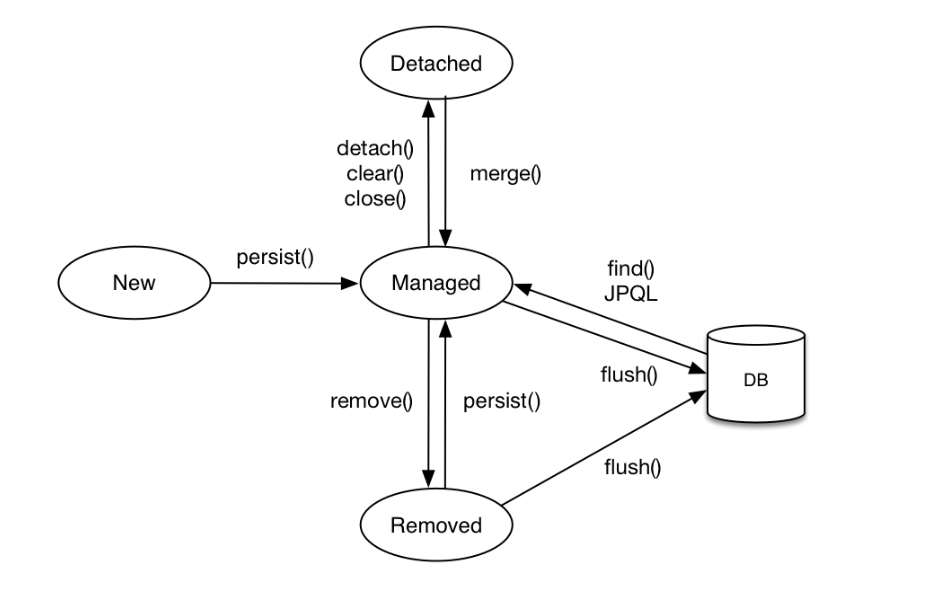 Detached
detach()
clear()
close()
merge()
persist()
New
Managed
find()
JPQL
flush()
DB
remove()
persist()
flush()
Removed